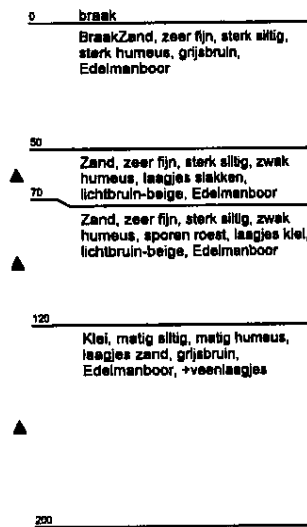 0 braak
BraakZand, zeer fijn, sterk siltig,
sterk humeus, grijsbruin,
Edelmanboor
50
Zand, zeer fijn, sterk siltig, zwak
humeus, laagjes slakken,
lichtbruin-beige, Edelmanboor
70
Zand, zeer fijn, sterk siltig, zwak
humeus, sporen roest, laagjes klei,
lichtbruin-beige, Edelmanboor
120
Klei, matig siltig, matig humeus,
laagjes zand, grijsbruin,
Edelmanboor, +veenlaagjes
200